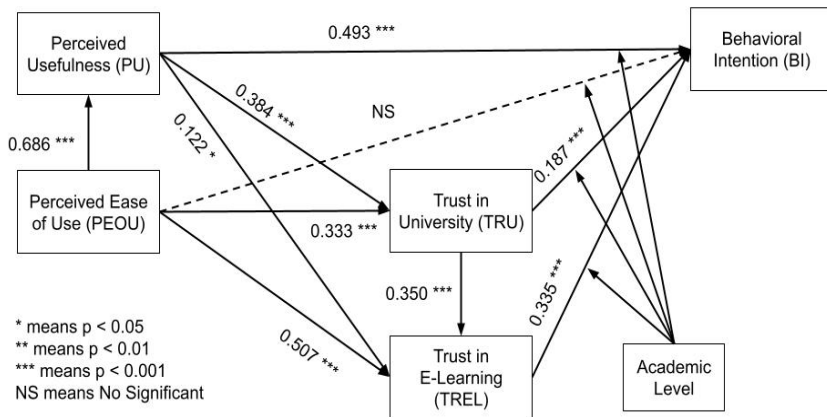 Perceived
Usefulness (PU)
0.493 ***
Behavioral
Intention (BI)
0.384 ***
0.122 *
NS
0.187 ***
0.686 ***
Perceived Ease
of Use (PEOU)
0.333 ***
Trust in
University (TRU)
0.350 ***
0.335 ***
0.507 ***
* means p < 0.05
** means p < 0.01
*** means p < 0.001
NS means No Significant
Trust in
E-Learning
(TREL)
Academic
Level